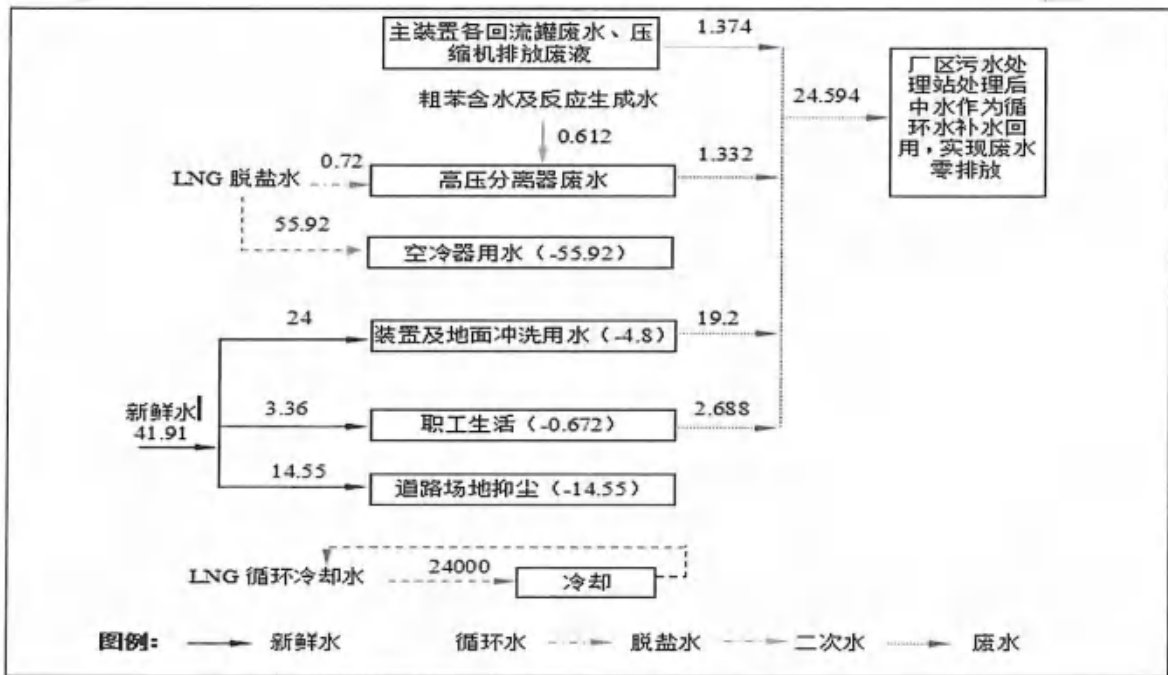 主装置各回流罐废水、压
缩机排放废液
1.374
厂区污水处
理站处理后
中水作为循
环水补水回
用，实现废水
零排放
24.594
粗苯含水及反应生成水
0.612
LNG 脱盐水
0.72
高压分离器废水
1.332
55.92
空冷器用水（-55.92）
24
装置及地面冲洗用水（-4.8）
19.2
新鲜水
41.91
3.36
职工生活（-0.672）
2.688
14.55
道路场地抑尘（-14.55）
LNG 循环冷却水
24000
冷却
图例： 新鲜水 循环水 脱盐水 二次水 废水